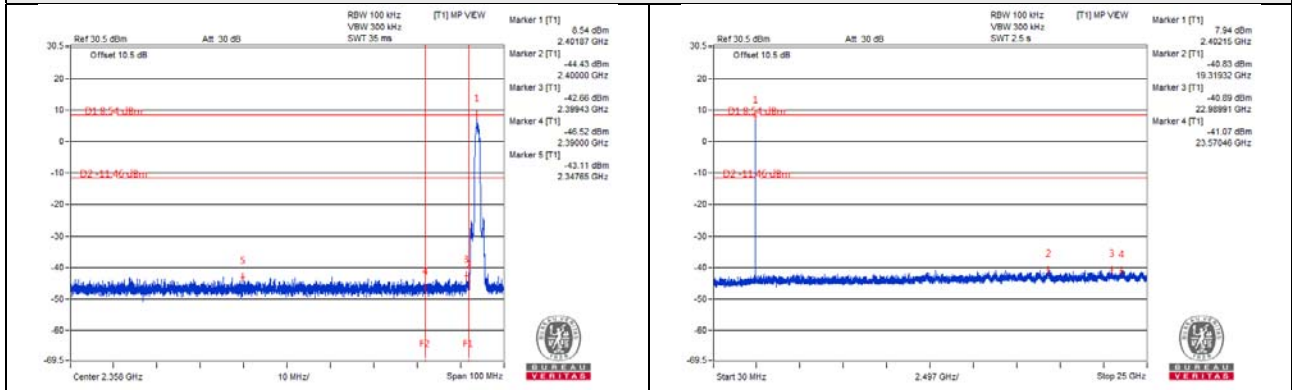 RBW 100 kHz [T1] MP VIEW
VBW 300 kHz
Ref 30.5 dBm Att 30 dB SWT 35 ms
Marker 1 [T1]
8.54 dBm
2.40187 GHz
Marker 2 [T1]
-44.43 dBm
2.40000 GHz
Marker 3 [T1]
-42.66 dBm
2.39943 GHz
Marker 4 [T1]
-46.52 dBm
2.39000 GHz
Marker 5 [T1]
-43.11 dBm
2.34765 GHz
30.5
Offset 10.5 dB
20
10
D1 8.54 dBm
1
0
-10
D2 -11.46 dBm
-20
-30
-40
5
4
3
-50
-60
F2
F1
-69.5
Center 2.358 GHz 10 MHz/ Span 100 MHz
BUREAU
VERITAS
RBW 100 kHz [T1] MP VIEW
VBW 300 kHz
Ref 30.5 dBm Att 30 dB SWT 2.5 s
Marker 1 [T1]
7.94 dBm
2.40215 GHz
Marker 2 [T1]
-40.83 dBm
19.31932 GHz
Marker 3 [T1]
-40.89 dBm
22.98991 GHz
Marker 4 [T1]
-41.07 dBm
23.57046 GHz
30.5
Offset 10.5 dB
20
10
1
D1 8.54 dBm
0
-10
D2 -11.46 dBm
-20
-30
2
3 4
-40
-50
-60
-69.5
Start 30 MHz 2.497 GHz/ Stop 25 GHz
BUREAU
VERITAS